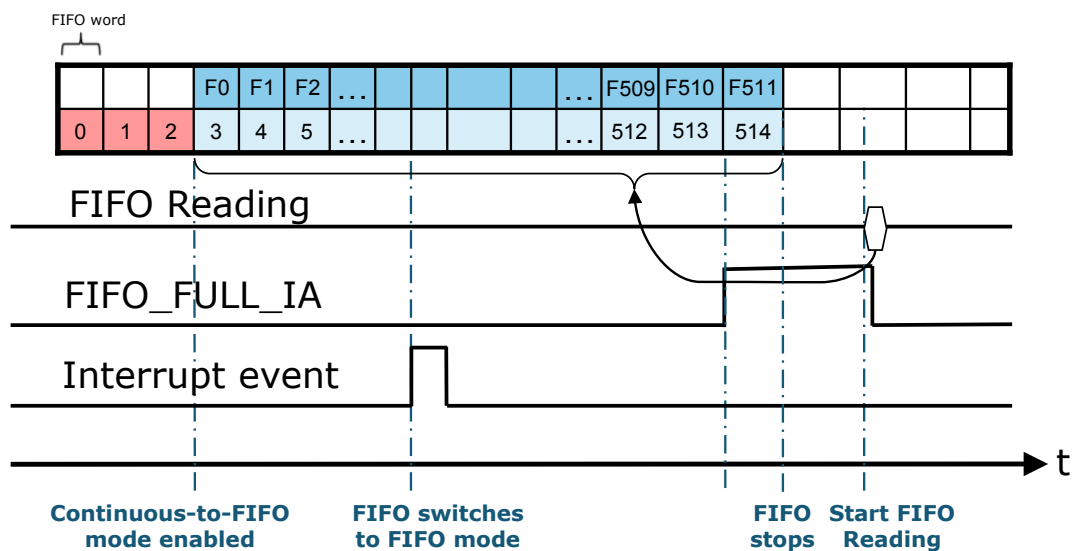 FIFO word
F0 F1 F2 ... ... F509 F510 F511
0 1 2 3 4 5 ... ... 512 513 514
FIFO Reading
FIFO_FULL_IA
Interrupt event
t
Continuous-to-FIFO
mode enabled
FIFO switches
to FIFO mode
FIFO
stops
Start FIFO
Reading